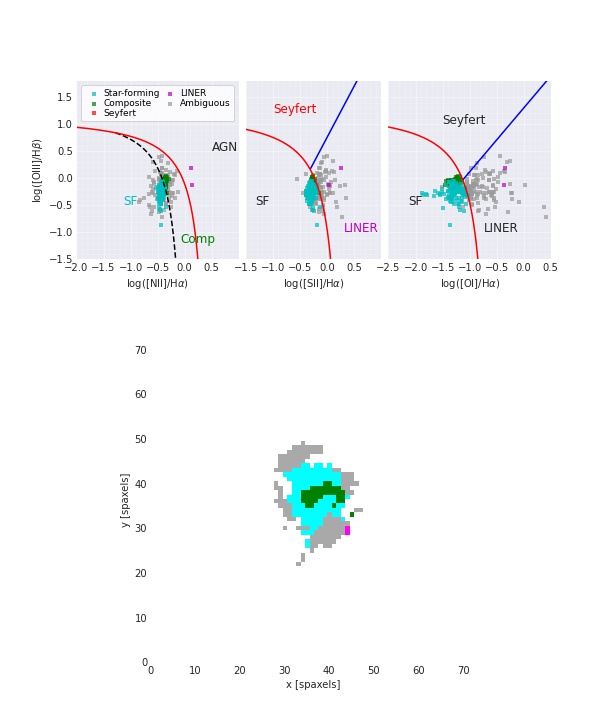 Star-forming LINER
Composite Ambiguous
Seyfert
AGN
SF
Comp
Seyfert
SF
LINER
Seyfert
SF
LINER
log([OIII]/Hβ)
1.5
1.0
0.5
0.0
−0.5
−1.0
−1.5
−2.0 −1.5 −1.0 −0.5 0.0 0.5
log([NII]/Hα)
−1.5 −1.0 −0.5 0.0 0.5
log([SII]/Hα)
−2.5 −2.0 −1.5 −1.0 −0.5 0.0 0.5
log([OI]/Hα)
y [spaxels]
70
60
50
40
30
20
10
0
0 10 20 30 40 50 60 70
x [spaxels]